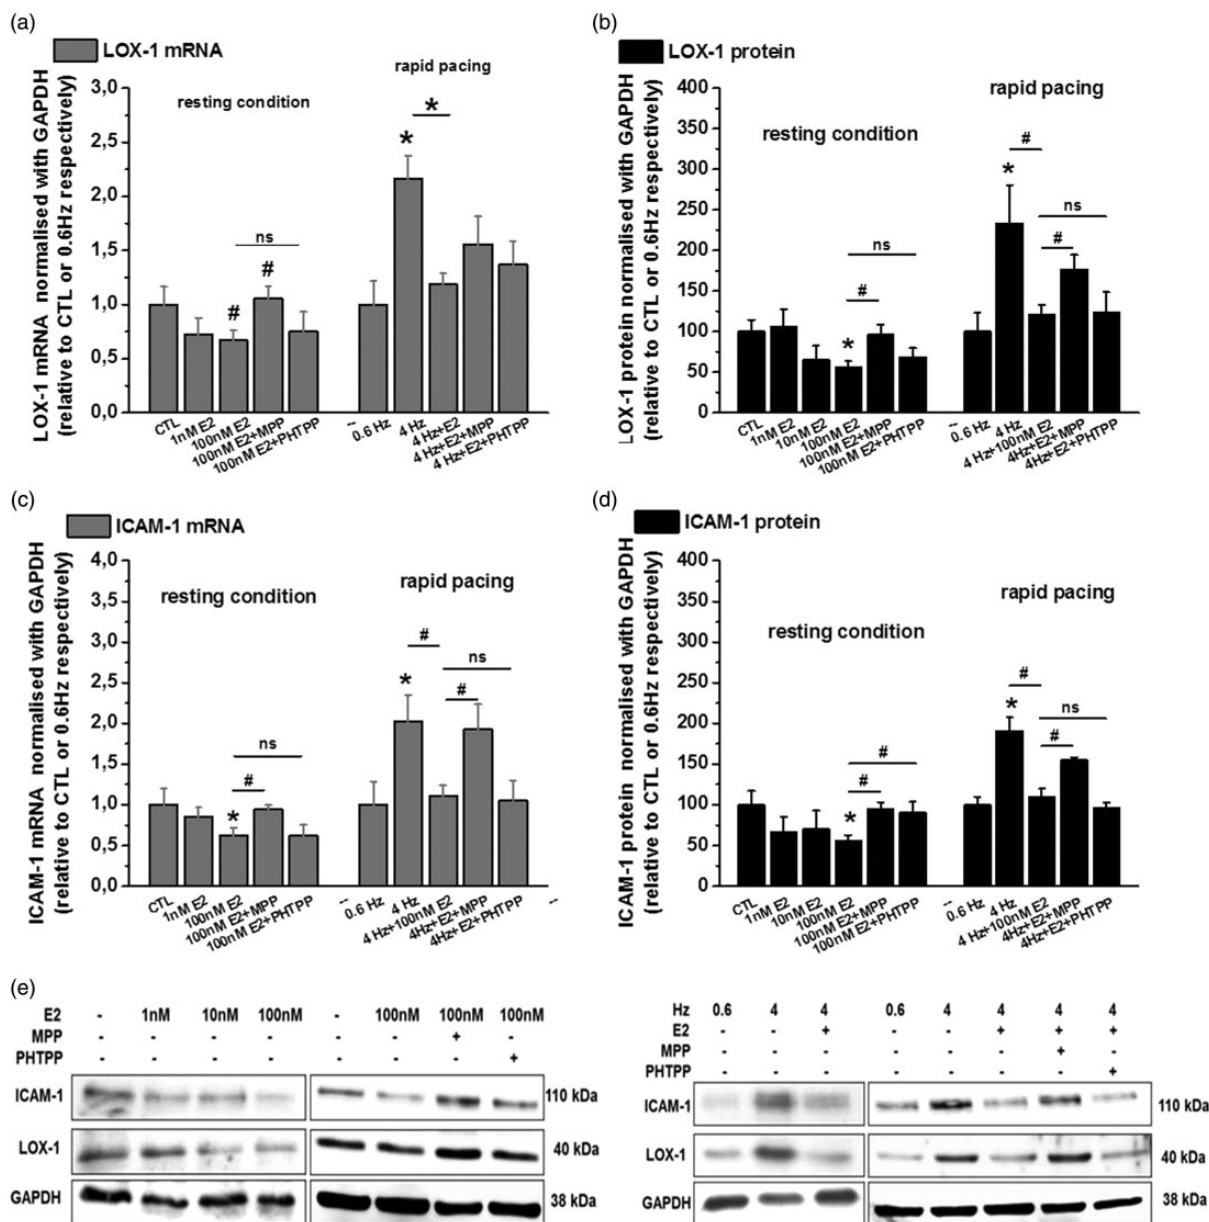 (a)
LOX-1 mRNA
LOX-1 mRNA normalised with GAPDH
(relative to CTL or 0.6Hz respectively)
3,0
2,5
2,0
1,5
1,0
0,5
0,0
resting condition
rapid pacing
*
*
ns
#
#
CTL
1nM E2
100nM E2
100nM E2+MPP
100nM E2+PHTPP
--
0.6 Hz
4 Hz
4 Hz+E2
4 Hz+E2+MPP
4 Hz+E2+PHTPP
(b)
LOX-1 protein
LOX-1 protein normalised with GAPDH
(relative to CTL or 0.6Hz respectively)
400
350
300
250
200
150
100
50
0
resting condition
rapid pacing
#
*
ns
#
ns
#
*
CTL
1nM E2
10nM E2
100nM E2
100nM E2+MPP
100nM E2+PHTPP
--
0.6 Hz
4 Hz
4 Hz+100nM E2
4Hz+E2+MPP
4Hz+E2+PHTPP
(c)
ICAM-1 mRNA
ICAM-1 mRNA normalised with GAPDH
(relative to CTL or 0.6Hz respectively)
4,0
3,5
3,0
2,5
2,0
1,5
1,0
0,5
0,0
resting condition
rapid pacing
#
*
ns
#
ns
#
*
CTL
1nM E2
100nM E2
100nM E2+MPP
100nM E2+PHTPP
--
0.6 Hz
4 Hz
4 Hz+100nM E2
4Hz+E2+MPP
4Hz+E2+PHTPP
--
(d)
ICAM-1 protein
ICAM-1 protein normalised with GAPDH
(relative to CTL or 0.6Hz respectively)
400
350
300
250
200
150
100
50
0
resting condition
rapid pacing
#
*
ns
#
#
#
*
CTL
1nM E2
10nM E2
100nM E2
100nM E2+MPP
100nM E2+PHTPP
--
0.6 Hz
4 Hz
4 Hz+100nM E2
4Hz+E2+MPP
4Hz+E2+PHTPP
(e)
E2 - 1nM 10nM 100nM - 100nM 100nM 100nM
MPP - - - - - - + -
PHTPP - - - - - - - +
ICAM-1 110 kDa
LOX-1 40 kDa
GAPDH 38 kDa
Hz 0.6 4 4 0.6 4 4 4 4
E2 - - + - - + + +
MPP - - - - - - + -
PHTPP - - - - - - - +
ICAM-1 110 kDa
LOX-1 40 kDa
GAPDH 38 kDa